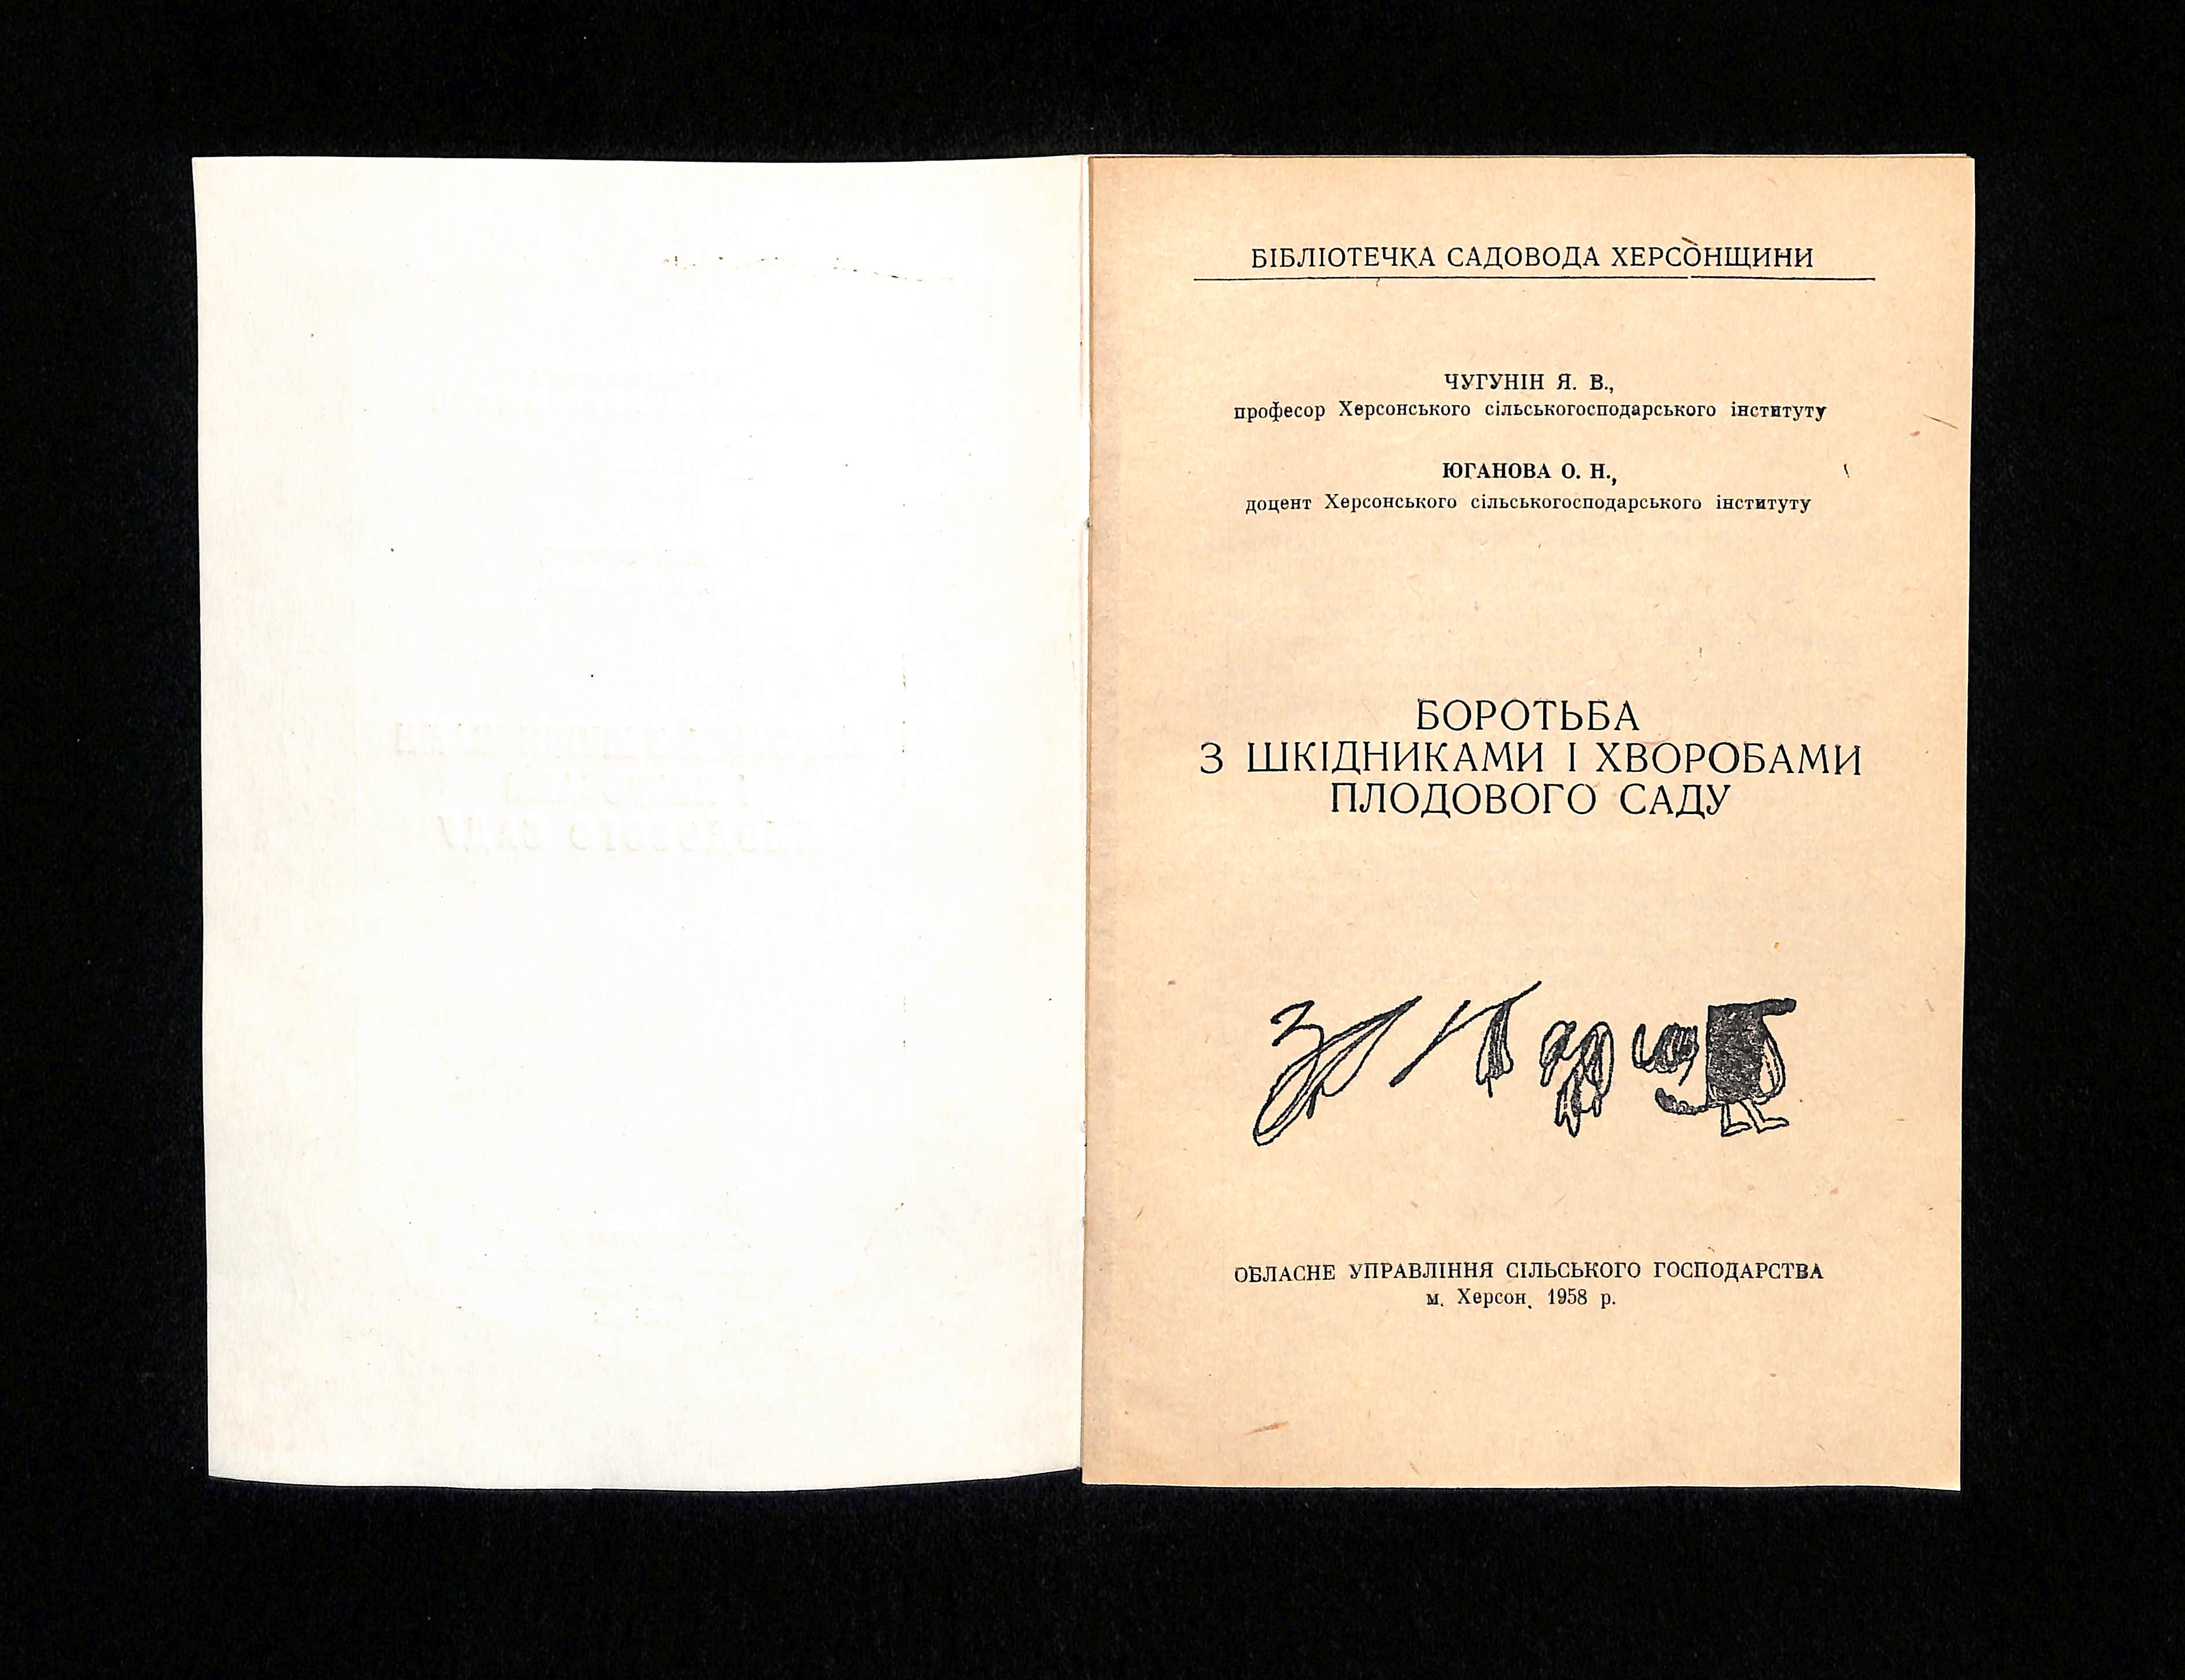 БІБЛІОТЕЧКА САДОВОДА ХЕРСОНЩИНИ
ЧУГУНІН Я. В.,
професор Херсонського сільськогосподарського інституту
ЮГАНОВА О. Н.,
доцент Херсонського сільськогосподарського інституту
БОРОТЬБА
З ШКІДНИКАМИ І ХВОРОБАМИ
ПЛОДОВОГО САДУ
ОБЛАСНЕ УПРАВЛІННЯ СІЛЬСЬКОГО ГОСПОДАРСТВА
м. Херсон, 1958 р.